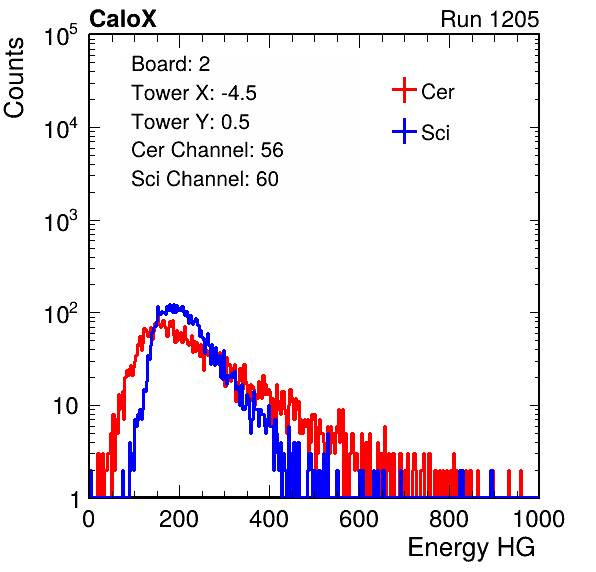 CaloX Run 1205
Counts
10^5
10^4
10^3
10^2
10
1
Board: 2
Tower X: -4.5
Tower Y: 0.5
Cer Channel: 56
Sci Channel: 60
Cer
Sci
0 200 400 600 800 1000
Energy HG